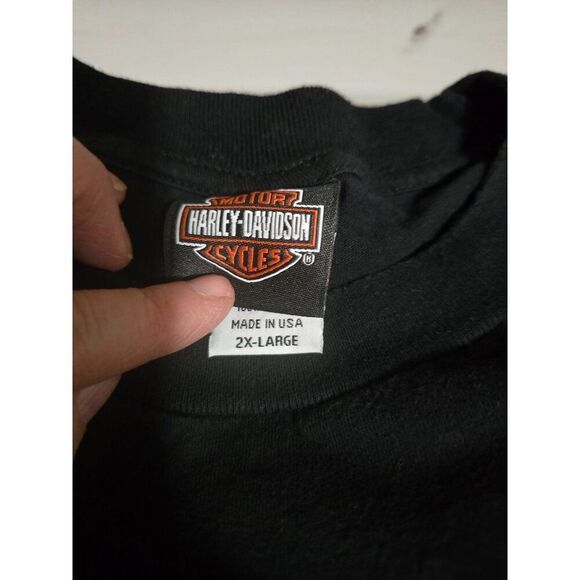 MOTOR
HARLEY-DAVIDSON
CYCLES
®
MADE IN USA
2X-LARGE